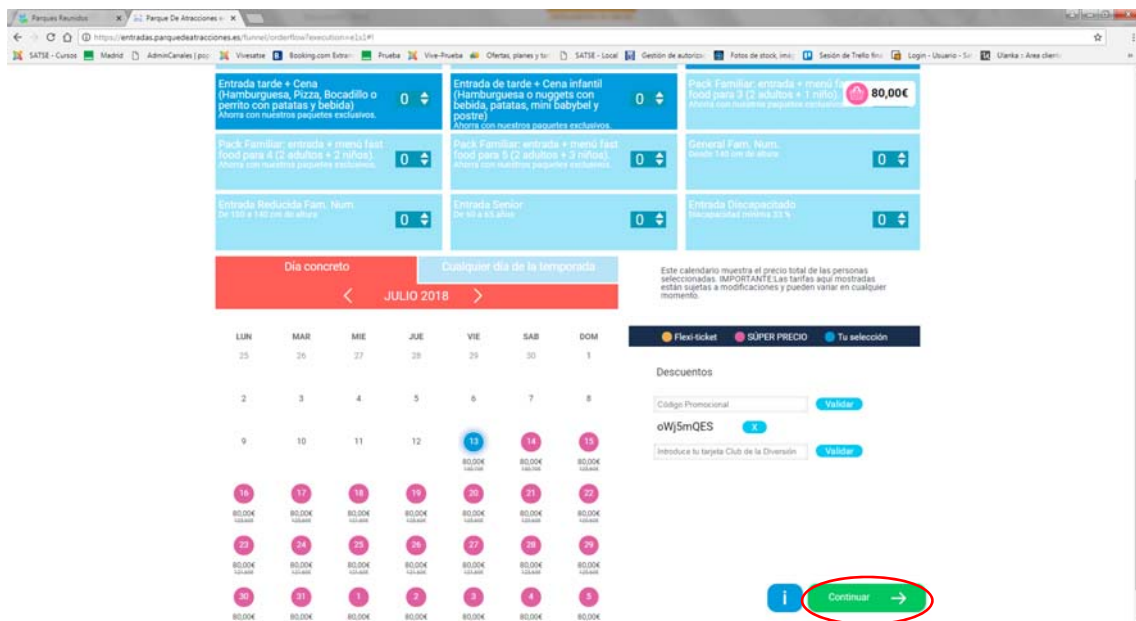 Parques Reunidos
Parque De Atracciones
https://entradas.parquedeatracciones.es/funnel/orderflow?execution=e1s1#!
SATSE - Cursos
Madrid
AdminCanales | pop
Vivesatse
Booking.com Extran
Prueba
Vive-Prueba
Ofertas, planes y
SATSE - Local
Gestión de autoriza
Fotos de stock, imá
Sesión de Trello fina
Login - Usuario -
Ulanka :: Area client
Entrada tarde + Cena
(Hamburguesa, Pizza, Bocadillo o
perrito con patatas y bebida)
Ahorra con nuestros paquetes exclusivos.
0
Entrada de tarde + Cena infantil
(Hamburguesa o nuggets con
bebida, patatas, mini babybel y
postre)
Ahorra con nuestros paquetes exclusivos.
0
Pack Familiar: entrada + menú
food para 3 (2 adultos + 1 niño).
Ahorra con nuestros paquetes
80,00€
Pack Familiar: entrada + menú fast
food para 4 (2 adultos + 2 niños).
Ahorra con nuestros paquetes exclusivos.
0
Pack Familiar: entrada + menú fast
food para 5 (2 adultos + 3 niños).
Ahorra con nuestros paquetes exclusivos.
0
General Fam. Num.
Desde 140 cm de altura
0
Entrada Reducida Fam. Num.
De 100 a 140 cm de altura
0
Entrada Senior
De 60 a 65 años
0
Entrada Discapacitado
Discapacidad mínima 33 %
0
Día concreto
Cualquier día de la temporada
JULIO 2018
LUN MAR MIE JUE VIE SAB DOM
25 26 27 28 29 30 1
2 3 4 5 6 7 8
9 10 11 12 13 14 15
80,00€ 80,00€ 80,00€
16 17 18 19 20 21 22
80,00€ 80,00€ 80,00€ 80,00€ 80,00€ 80,00€ 80,00€
23 24 25 26 27 28 29
80,00€ 80,00€ 80,00€ 80,00€ 80,00€ 80,00€ 80,00€
30 31 1 2 3 4 5
80,00€ 80,00€ 80,00€ 80,00€ 80,00€ 80,00€ 80,00€
Este calendario muestra el precio total de las personas
seleccionadas. IMPORTANTE:Las tarifas aquí mostradas
están sujetas a modificaciones y pueden variar en cualquier
momento.
Flexi-ticket
SÚPER PRECIO
Tu selección
Descuentos
Código Promocional
Validar
oWj5mQES
X
Introduce tu tarjeta Club de la Diversión
Validar
i
Continuar